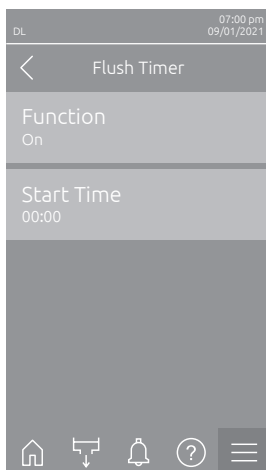 07:00 pm
DL 09/01/2021
Flush Timer
Function
On
Start Time
00:00
?